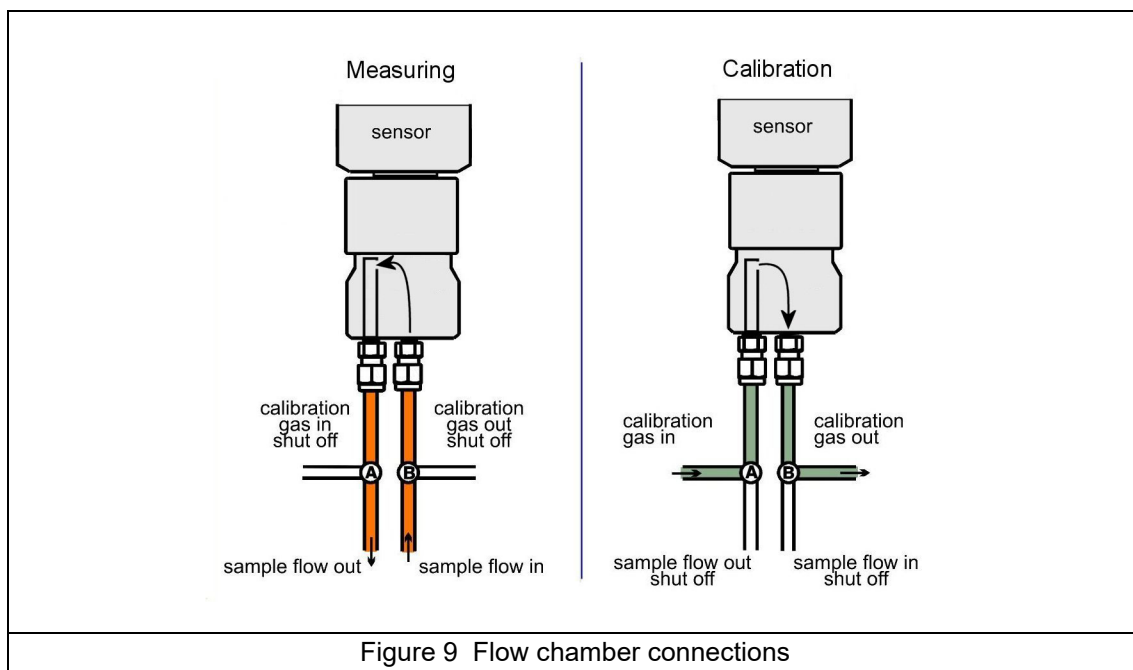 Measuring
sensor
calibration
gas in
shut off
calibration
gas out
shut off
A
B
sample flow out
sample flow in
Calibration
sensor
calibration
gas in
calibration
gas out
A
B
sample flow out
shut off
sample flow in
shut off
Figure 9 Flow chamber connections